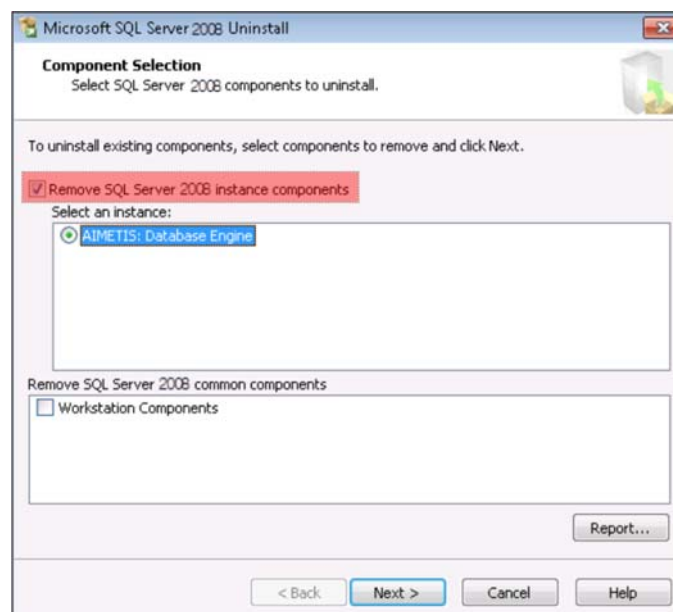 Microsoft SQL Server 2008 Uninstall
Component Selection
Select SQL Server 2008 components to uninstall.
To uninstall existing components, select components to remove and click Next.
Remove SQL Server 2008 instance components
Select an instance:
AIMETIS: Database Engine
Remove SQL Server 2008 common components
Workstation Components
Report...
< Back
Next >
Cancel
Help